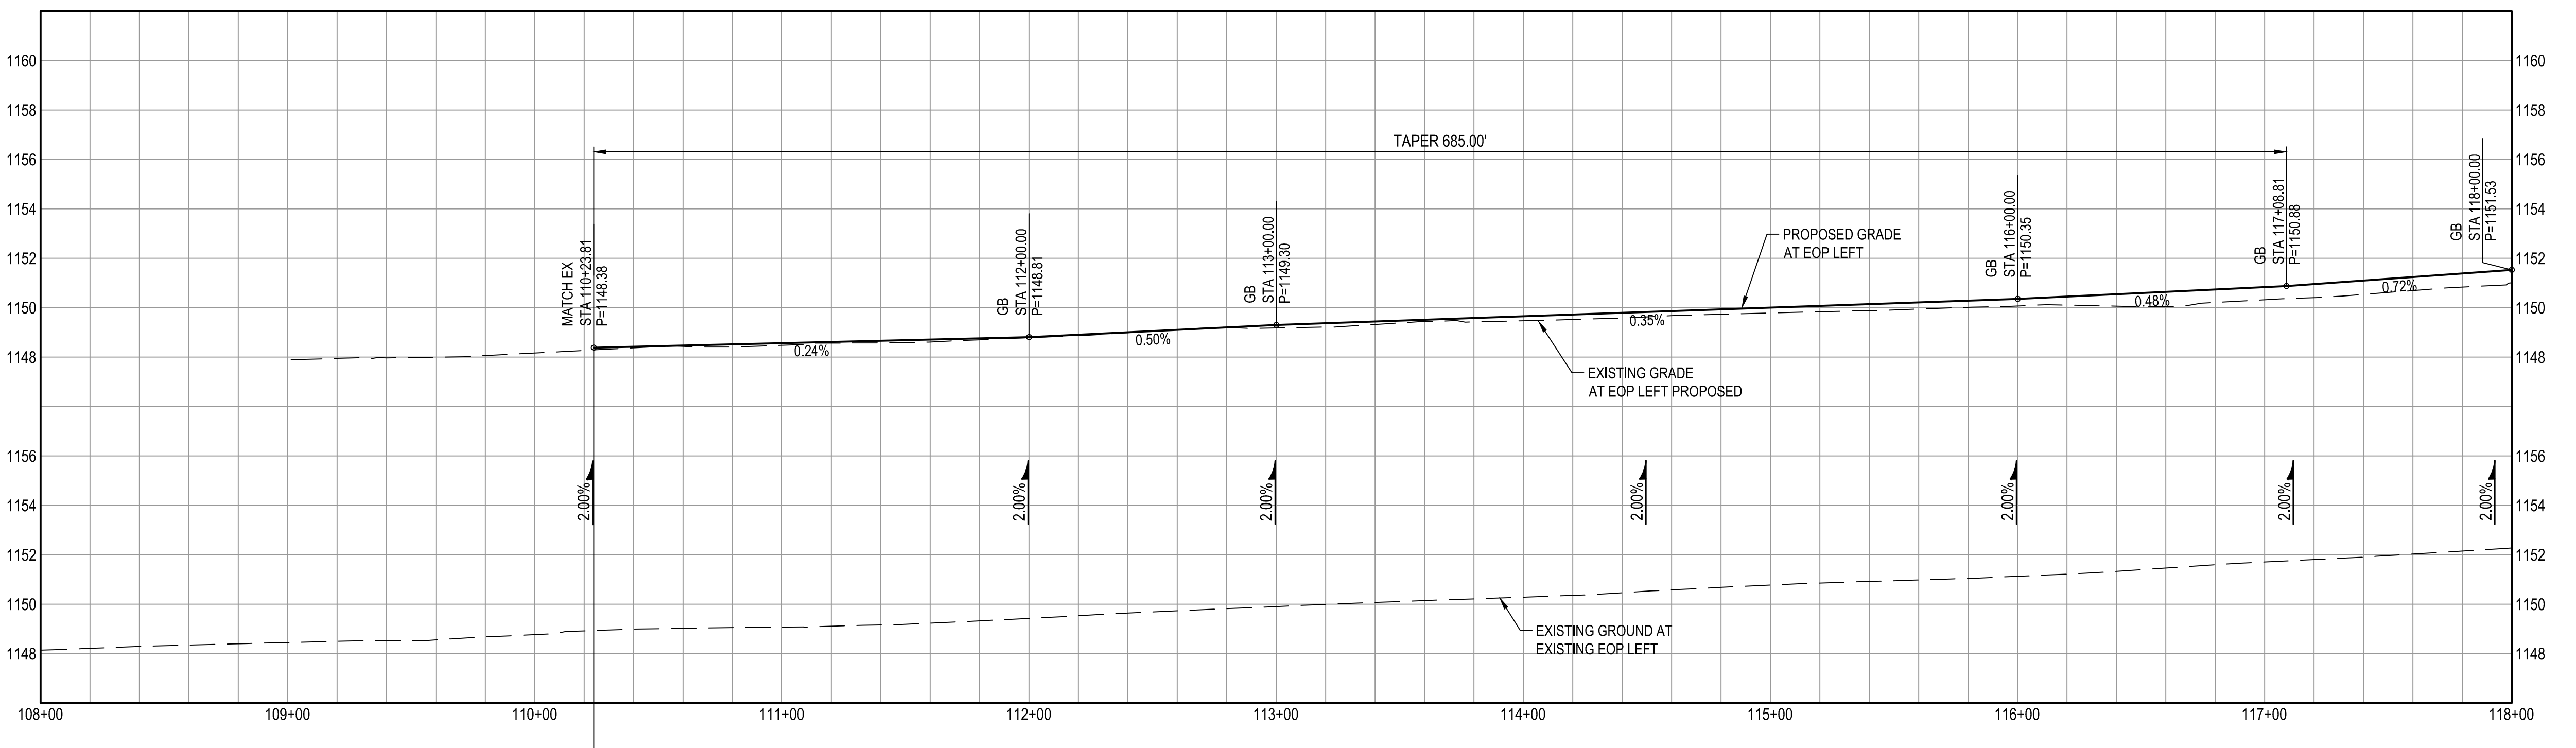 TAPER 685.00'
1160
1158
1156
1154
1152
1150
1148
1160
1158
1156
1154
1152
1150
1148
MATCH EX
STA 110+23.81
P=1148.38
GB
STA 112+00.00
P=1148.81
GB
STA 113+00.00
P=1149.30
GB
STA 116+00.00
P=1150.35
GB
STA 117+08.81
P=1150.88
GB
STA 118+00.00
P=1151.53
PROPOSED GRADE
AT EOP LEFT
0.24%
0.50%
0.35%
0.48%
0.72%
EXISTING GRADE
AT EOP LEFT PROPOSED
1156
1154
1152
1150
1148
1156
1154
1152
1150
1148
2.00%
2.00%
2.00%
2.00%
2.00%
2.00%
2.00%
EXISTING GROUND AT
EXISTING EOP LEFT
108+00
109+00
110+00
111+00
112+00
113+00
114+00
115+00
116+00
117+00
118+00